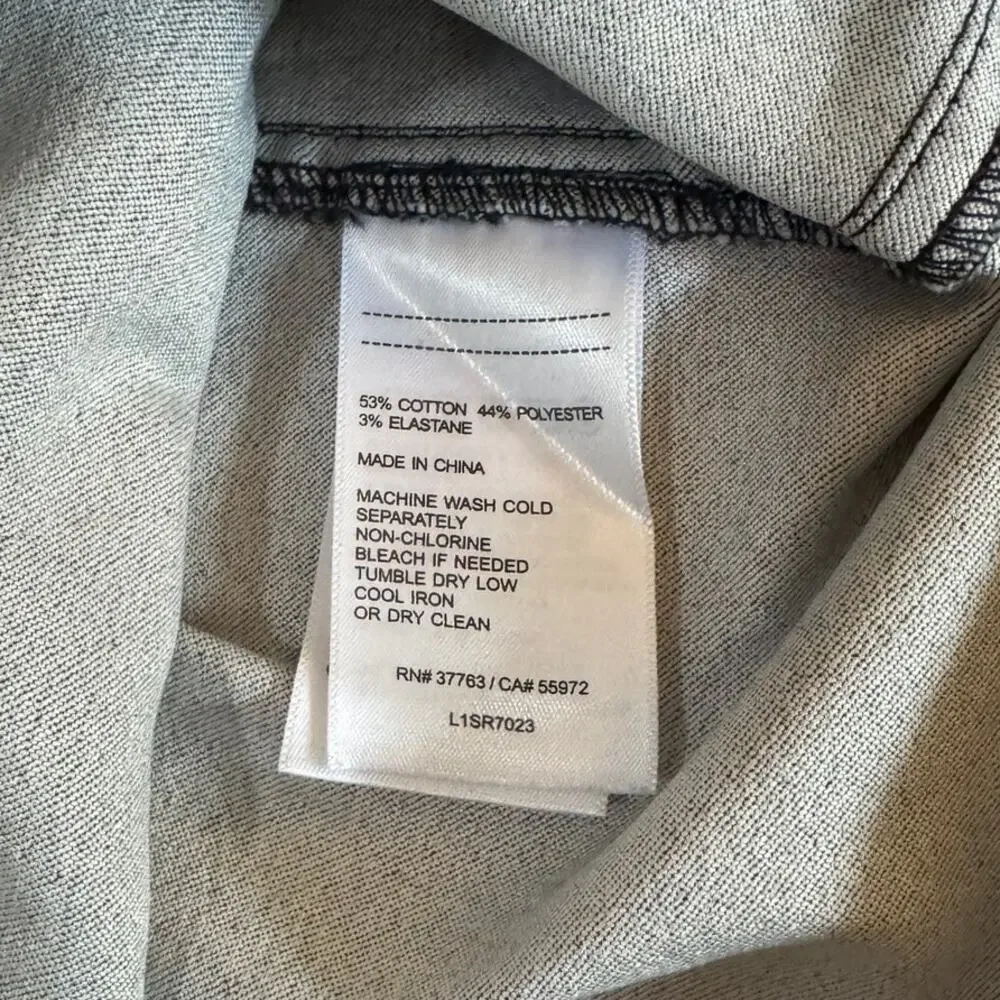 53% COTTON 44% POLYESTER
3% ELASTANE
MADE IN CHINA
MACHINE WASH COLD
SEPARATELY
NON-CHLORINE
BLEACH IF NEEDED
TUMBLE DRY LOW
COOL IRON
OR DRY CLEAN
RN# 37763 / CA# 55972
L1SR7023